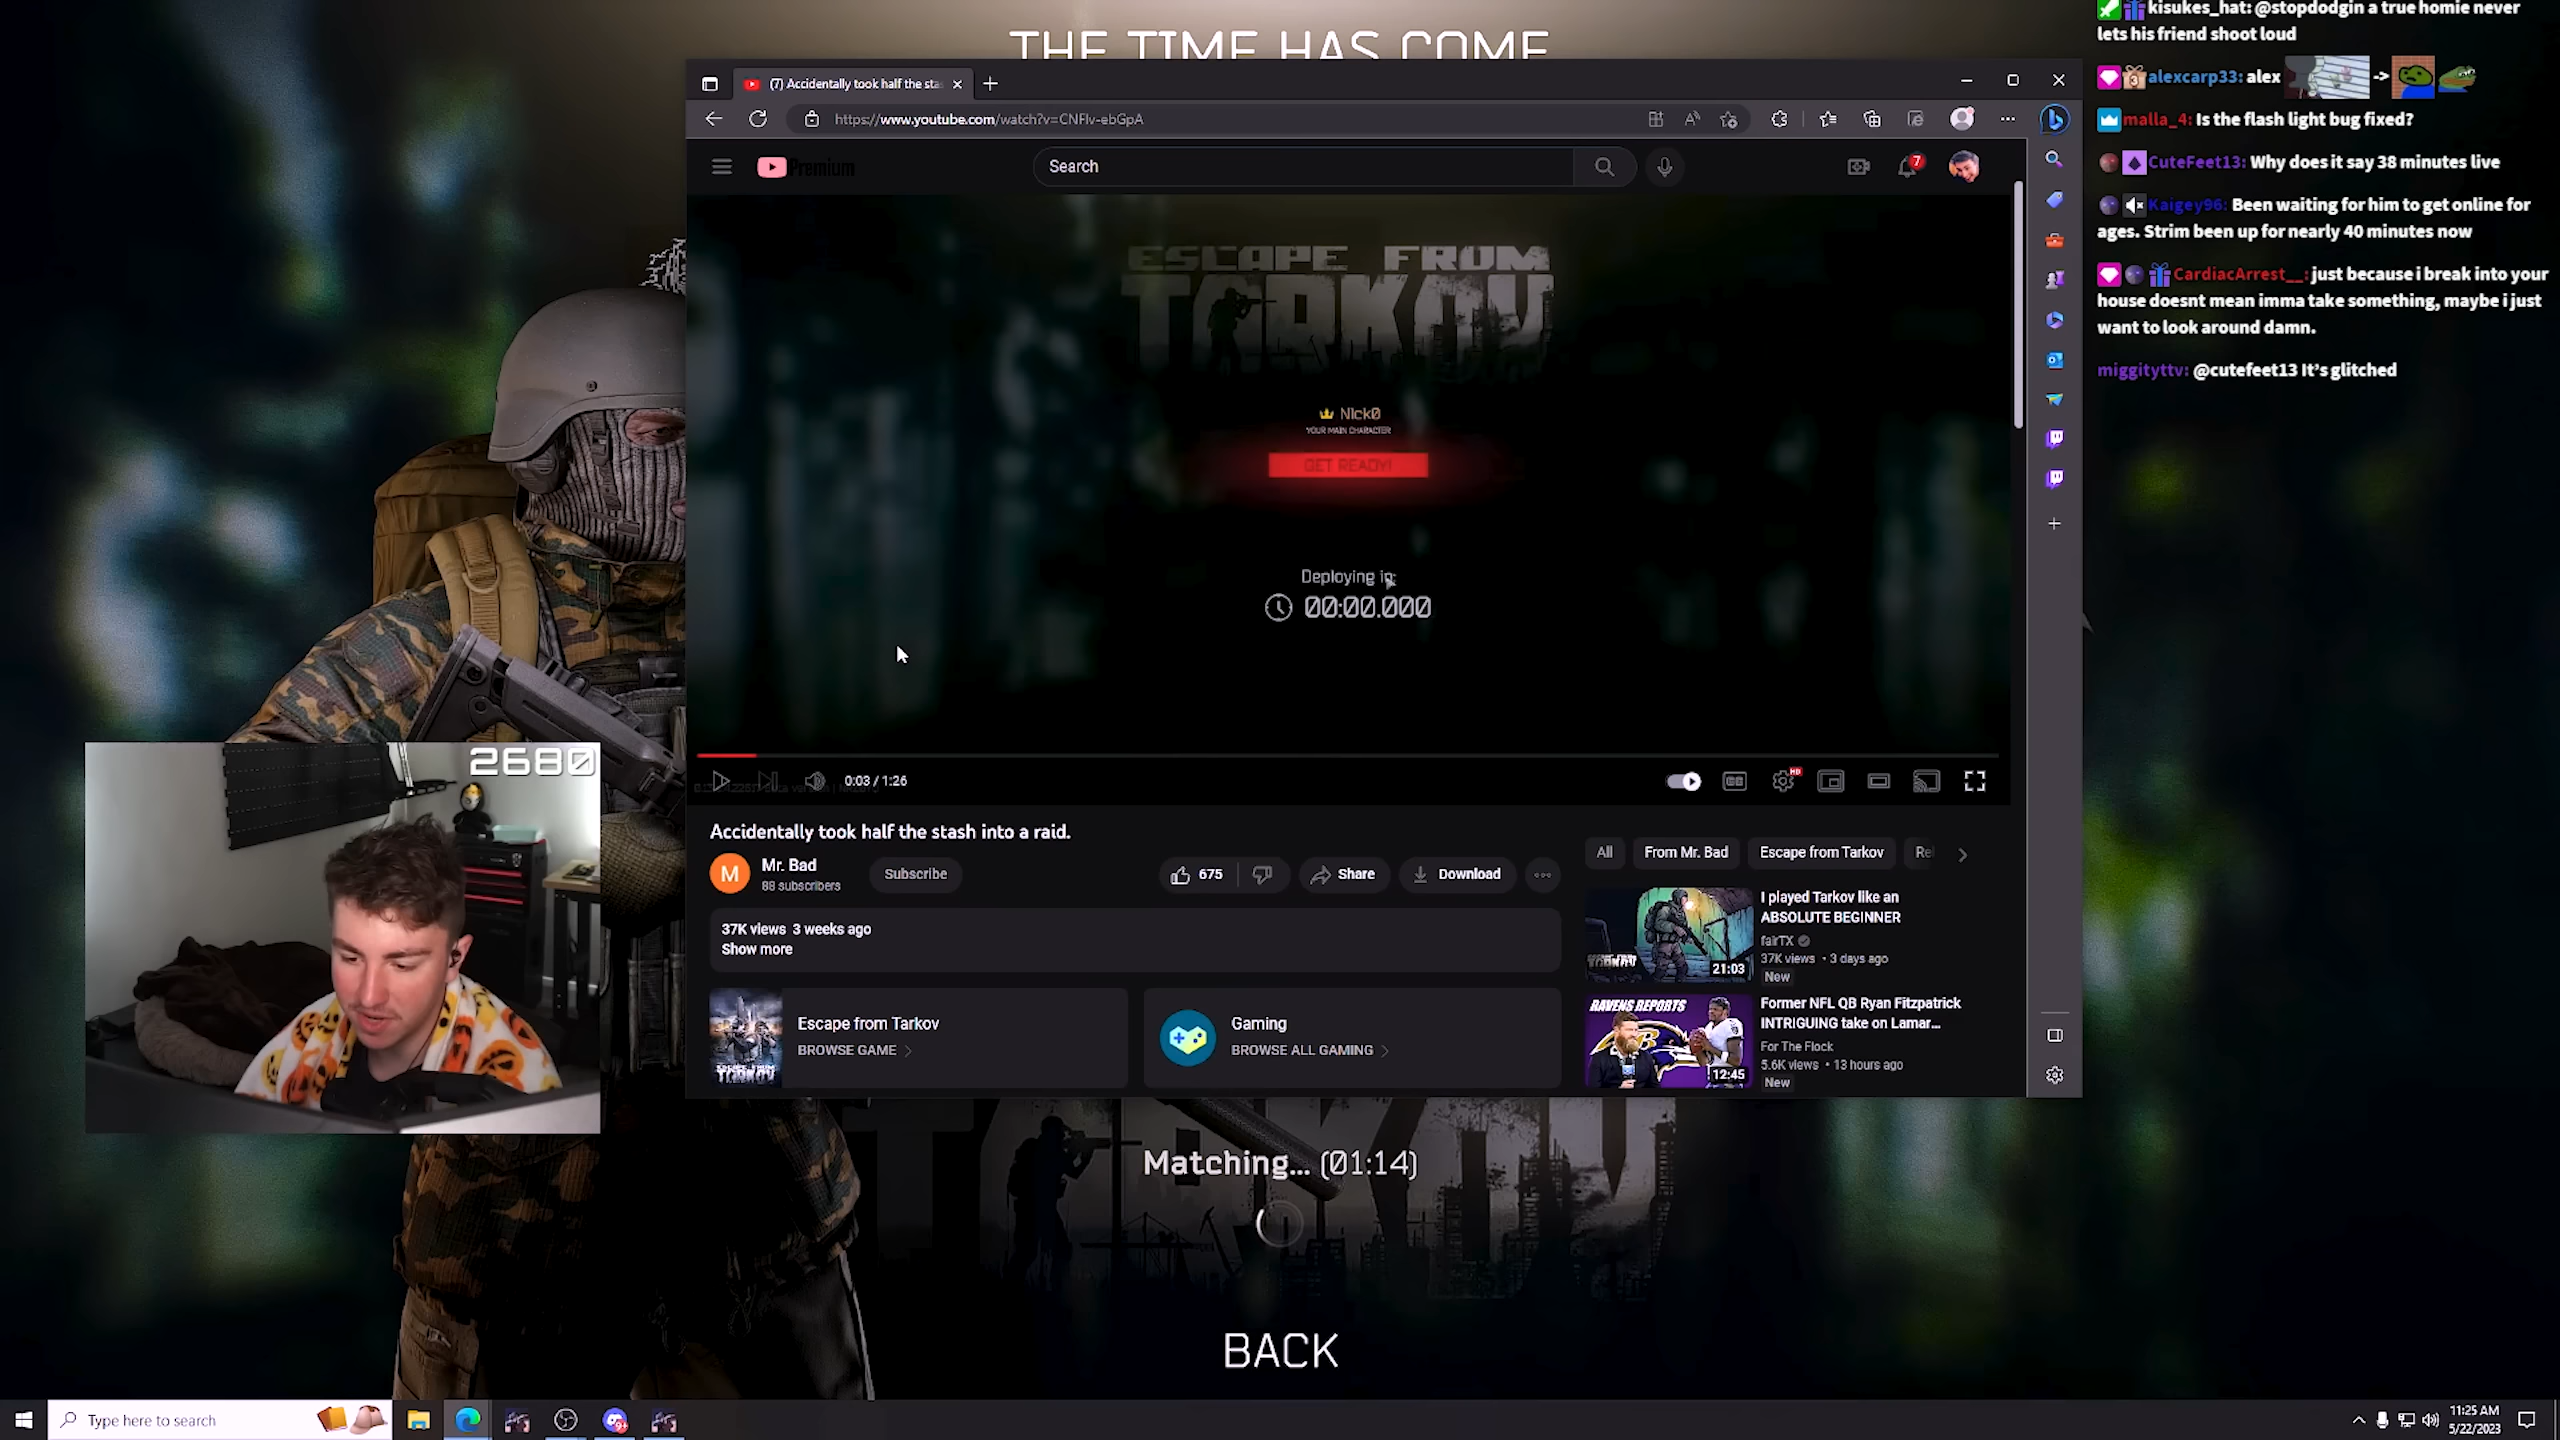 THE TIME HAS COME
(7) Accidentally took half the sta
https://www.youtube.com/watch?v=CNFlv-ebGpA
Premium
Search
7
ESCAPE FROM
TARKOV
N1ck0
YOUR MAIN CHARACTER
GET READY!
Deploying in:
00:00.000
0:03 / 1:26
HD
Accidentally took half the stash into a raid.
M
Mr. Bad
88 subscribers
Subscribe
675
Share
Download
37K views 3 weeks ago
Show more
Escape from Tarkov
BROWSE GAME
Gaming
BROWSE ALL GAMING
All
From Mr. Bad
Escape from Tarkov
Rel
I played Tarkov like an
ABSOLUTE BEGINNER
fairTX
37K views • 3 days ago
New
21:03
RAVENS REPORTS
Former NFL QB Ryan Fitzpatrick
INTRIGUING take on Lamar...
For The Flock
5.6K views • 13 hours ago
New
12:45
kisukes_hat: @stopdodgin a true homie never
lets his friend shoot loud
alexcarp33: alex -&gt;
malla_4: Is the flash light bug fixed?
CuteFeet13: Why does it say 38 minutes live
Kaigey96: Been waiting for him to get online for
ages. Strim been up for nearly 40 minutes now
CardiacArrest__: just because i break into your
house doesnt mean imma take something, maybe i just
want to look around damn.
miggityttv: @cutefeet13 It's glitched
2680
Matching... (01:14)
BACK
Type here to search
11:25 AM
5/22/2023